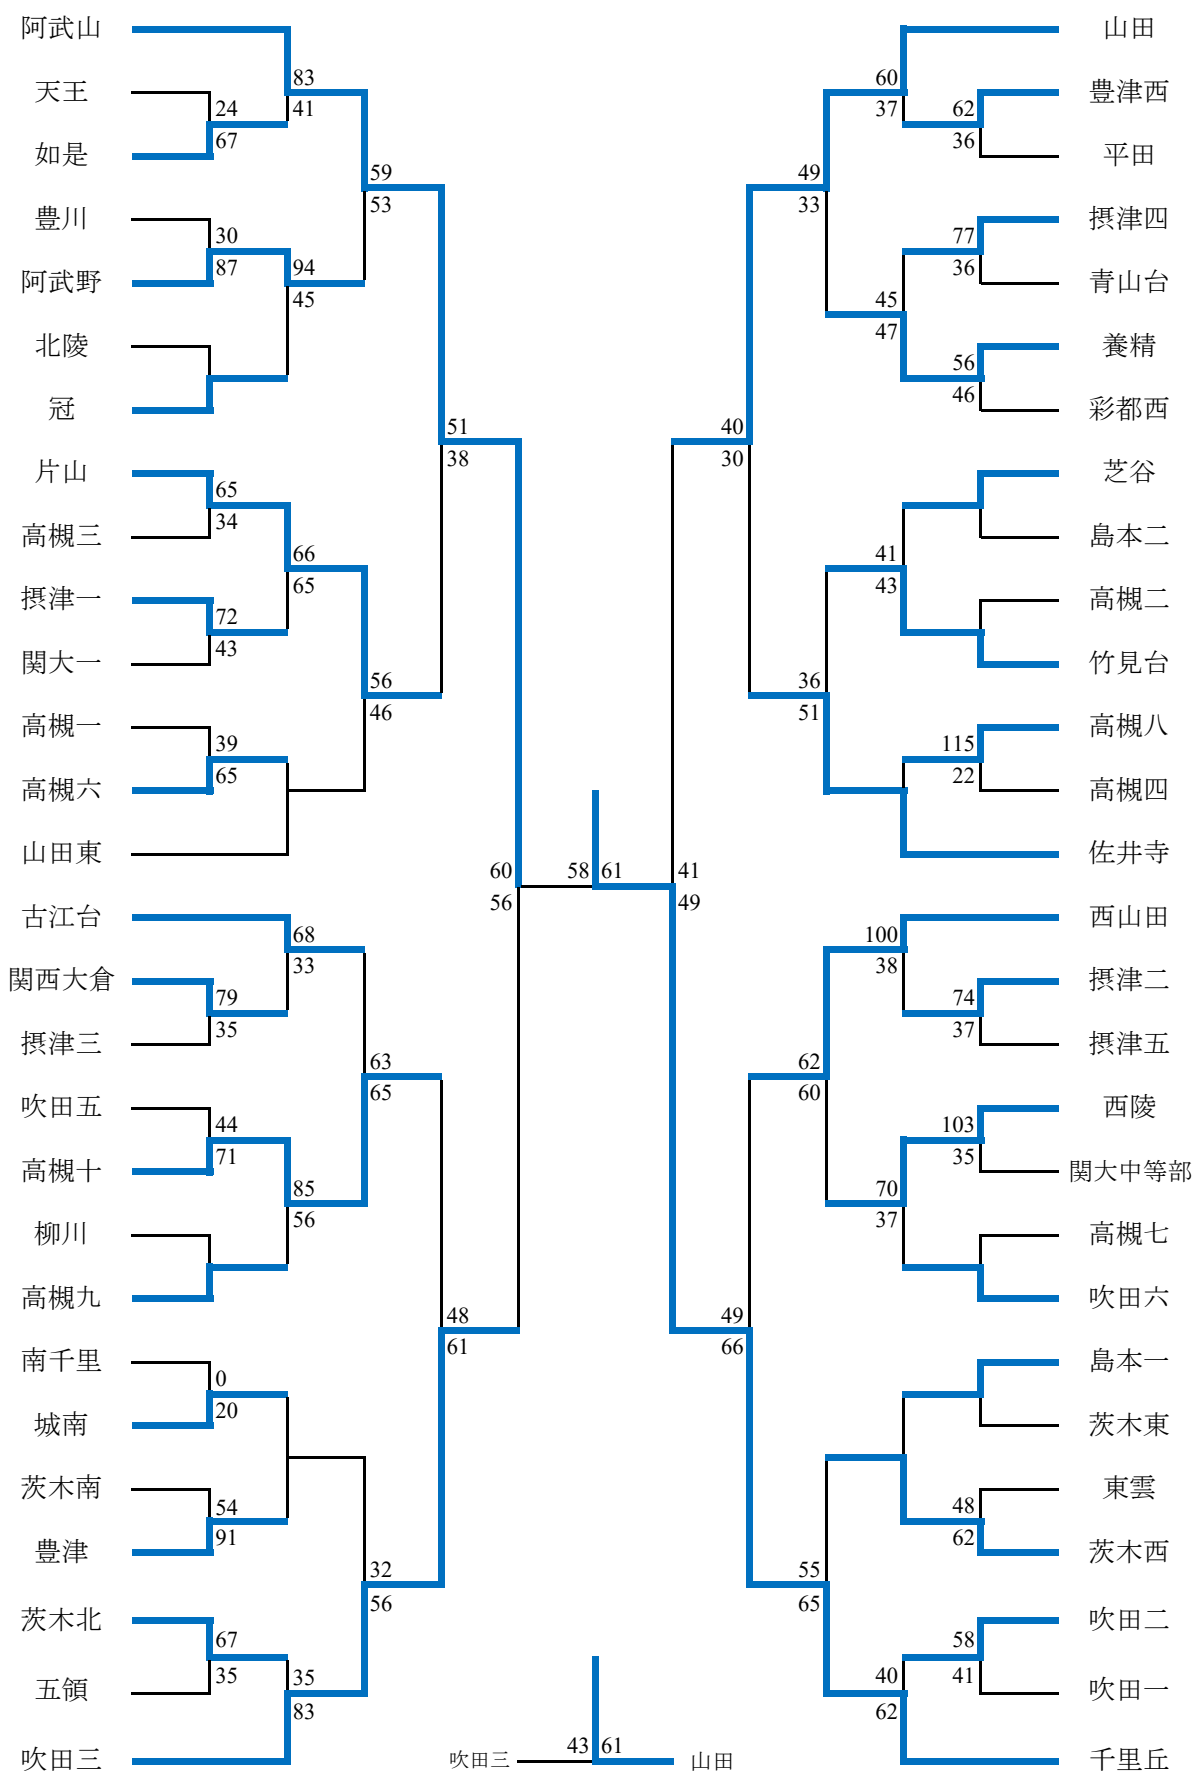 阿武山
83
41
天王
24
67
如是
59
53
豊川
30
87
阿武野
94
45
北陵
冠
51
38
片山
65
34
高槻三
66
65
摂津一
72
43
関大一
56
46
高槻一
39
65
高槻六
山田東
60
56
古江台
68
33
関西大倉
79
35
摂津三
63
65
吹田五
44
71
高槻十
85
56
柳川
高槻九
48
61
南千里
0
20
城南
茨木南
54
91
豊津
32
56
茨木北
67
35
五領
35
83
吹田三
58 61
山田
60
37
豊津西
62
36
平田
49
33
摂津四
77
36
青山台
45
47
養精
56
46
彩都西
40
30
芝谷
島本二
41
43
高槻二
竹見台
36
51
高槻八
115
22
高槻四
佐井寺
41
49
西山田
100
38
摂津二
74
37
摂津五
62
60
西陵
103
35
関大中等部
70
37
高槻七
吹田六
49
66
島本一
茨木東
東雲
48
62
茨木西
55
65
吹田二
58
41
吹田一
40
62
千里丘
吹田三 43 61 山田